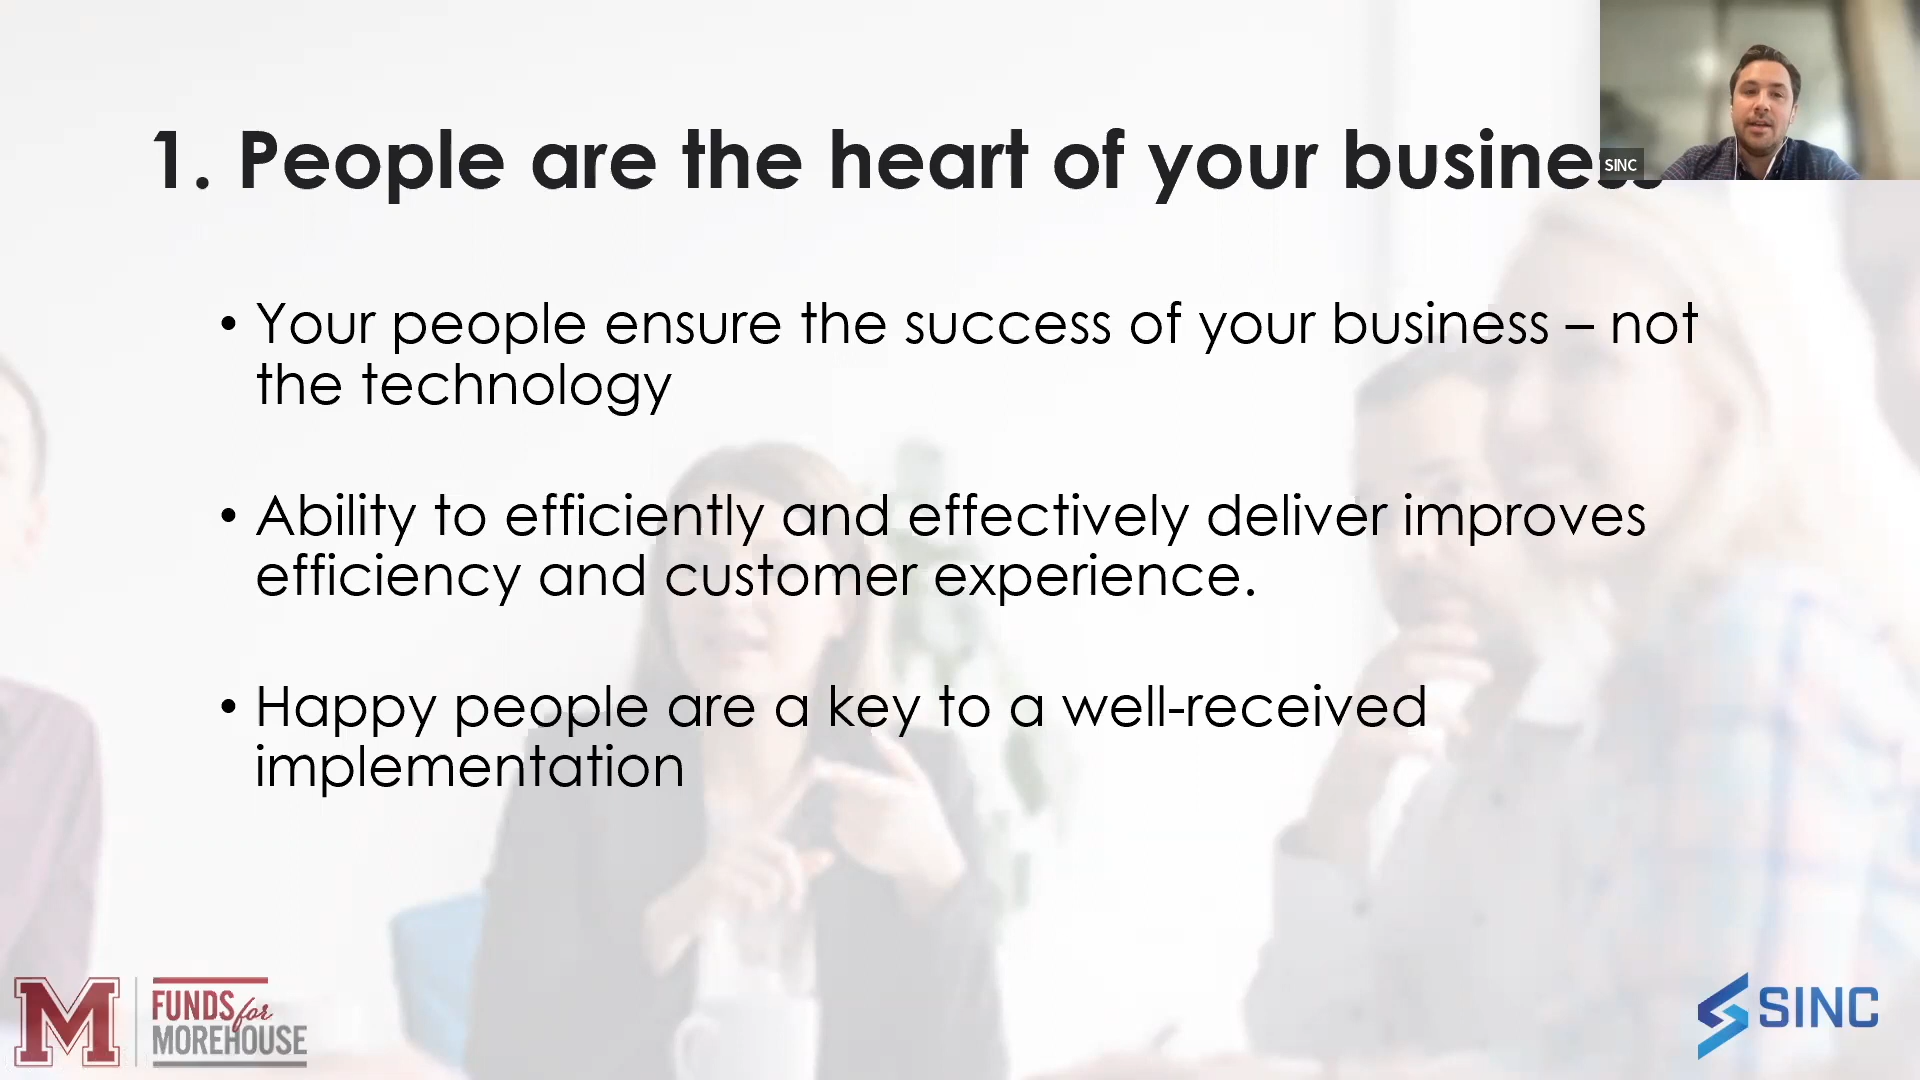 1. People are the heart of your business
SINC
• Your people ensure the success of your business – not
the technology
• Ability to efficiently and effectively deliver improves
efficiency and customer experience.
• Happy people are a key to a well-received
implementation
M
FUNDS for
MOREHOUSE
SINC